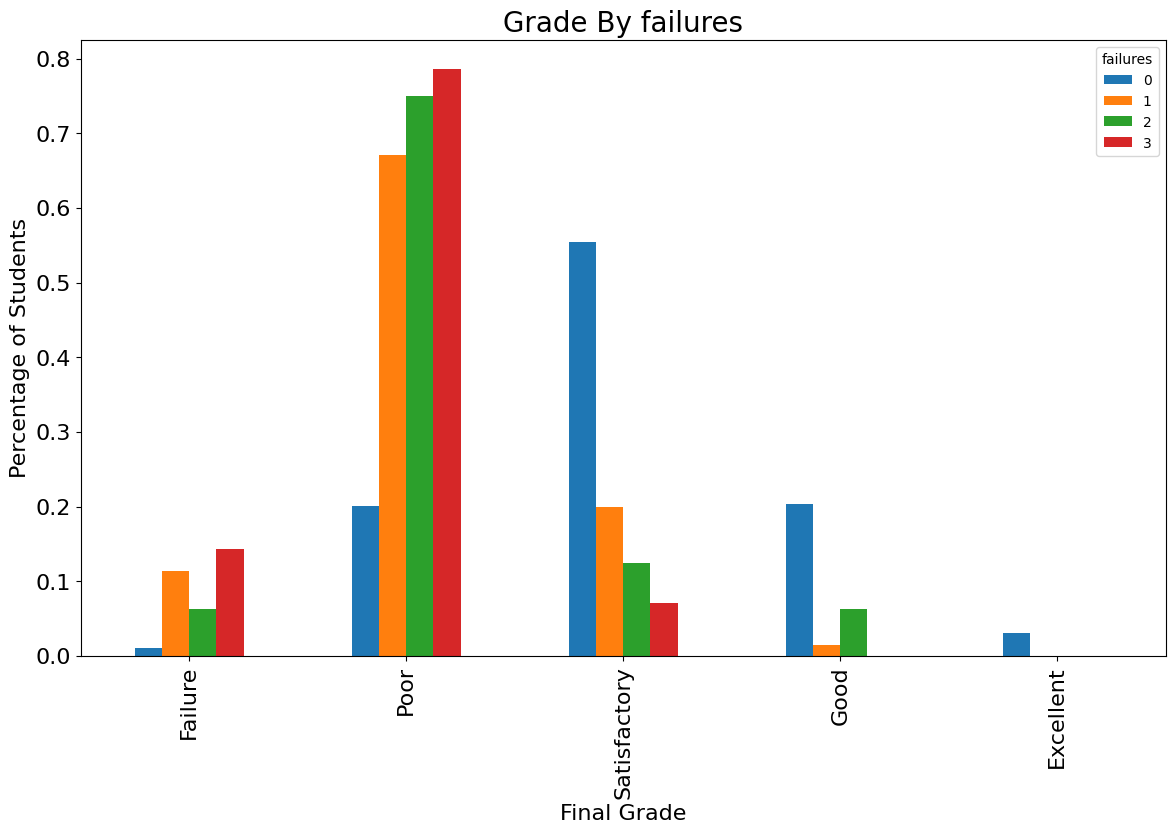 Grade By failures
failures
0
1
2
3
Percentage of Students
0.8
0.7
0.6
0.5
0.4
0.3
0.2
0.1
0.0
Failure
Poor
Satisfactory
Good
Excellent
Final Grade